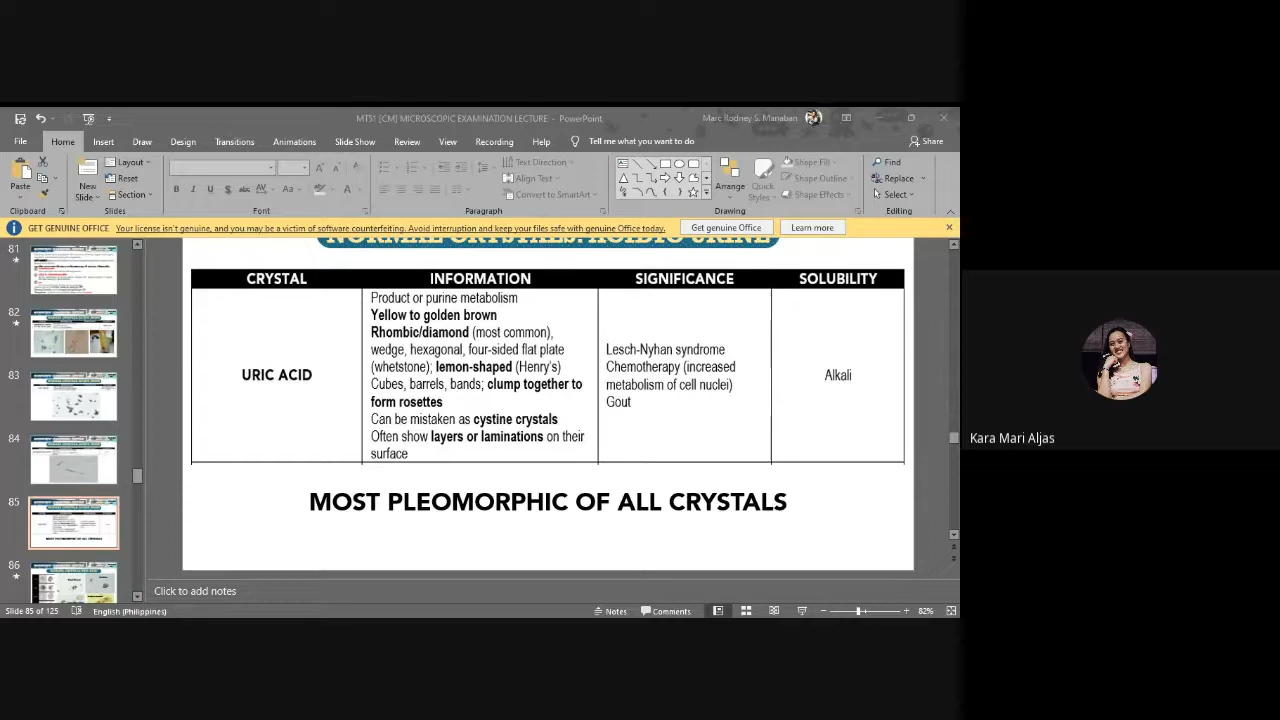 MT51 [CM] MICROSCOPIC EXAMINATION LECTURE - PowerPoint
Marc Rodney S. Manaban
File Home Insert Draw Design Transitions Animations Slide Show Review View Recording Help Tell me what you want to do Share
Paste
New Slide
Layout
Reset
Section
Text Direction
Align Text
Convert to SmartArt
Arrange
Quick Styles
Shape Fill
Shape Outline
Shape Effects
Find
Replace
Select
Clipboard Slides Font Paragraph Drawing Editing
GET GENUINE OFFICE Your license isn't genuine, and you may be a victim of software counterfeiting. Avoid interruption and keep your files safe with genuine Office today. Get genuine Office Learn more
81
82
83
84
85
86
CRYSTAL INFORMATION SIGNIFICANCE SOLUBILITY
URIC ACID
Product or purine metabolism
Yellow to golden brown
Rhombic/diamond (most common),
wedge, hexagonal, four-sided flat plate
(whetstone); lemon-shaped (Henry's)
Cubes, barrels, bands; clump together to
form rosettes
Can be mistaken as cystine crystals
Often show layers or laminations on their
surface
Lesch-Nyhan syndrome
Chemotherapy (increased
metabolism of cell nuclei)
Gout
Alkali
MOST PLEOMORPHIC OF ALL CRYSTALS
Click to add notes
Slide 85 of 125 English (Philippines) Notes Comments 82%
Kara Mari Aljas